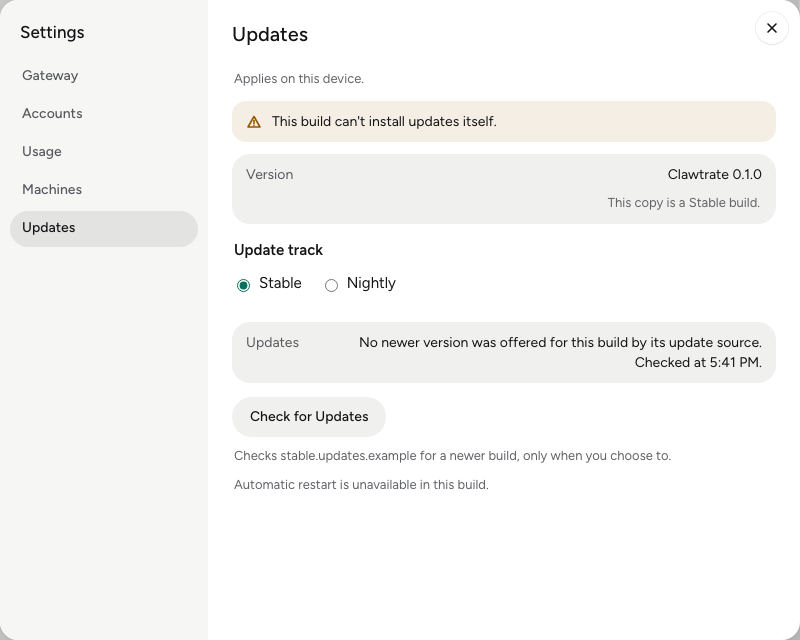 Settings
Gateway
Accounts
Usage
Machines
Updates
Updates
Applies on this device.
This build can't install updates itself.
Version
Clawtrate 0.1.0
This copy is a Stable build.
Update track
Stable
Nightly
Updates
No newer version was offered for this build by its update source.
Checked at 5:41 PM.
Check for Updates
Checks stable.updates.example for a newer build, only when you choose to.
Automatic restart is unavailable in this build.